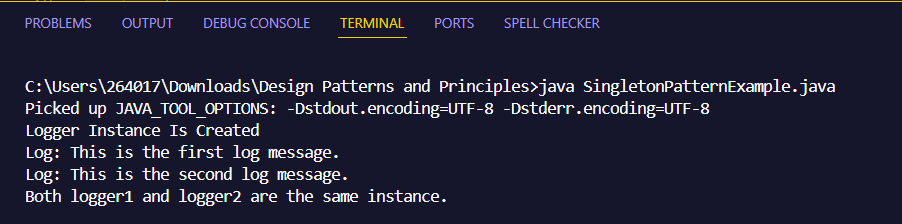 PROBLEMS OUTPUT DEBUG CONSOLE TERMINAL PORTS SPELL CHECKER
C:\Users\264017\Downloads\Design Patterns and Principles>java SingletonPatternExample.java
Picked up JAVA_TOOL_OPTIONS: -Dstdout.encoding=UTF-8 -Dstderr.encoding=UTF-8
Logger Instance Is Created
Log: This is the first log message.
Log: This is the second log message.
Both logger1 and logger2 are the same instance.